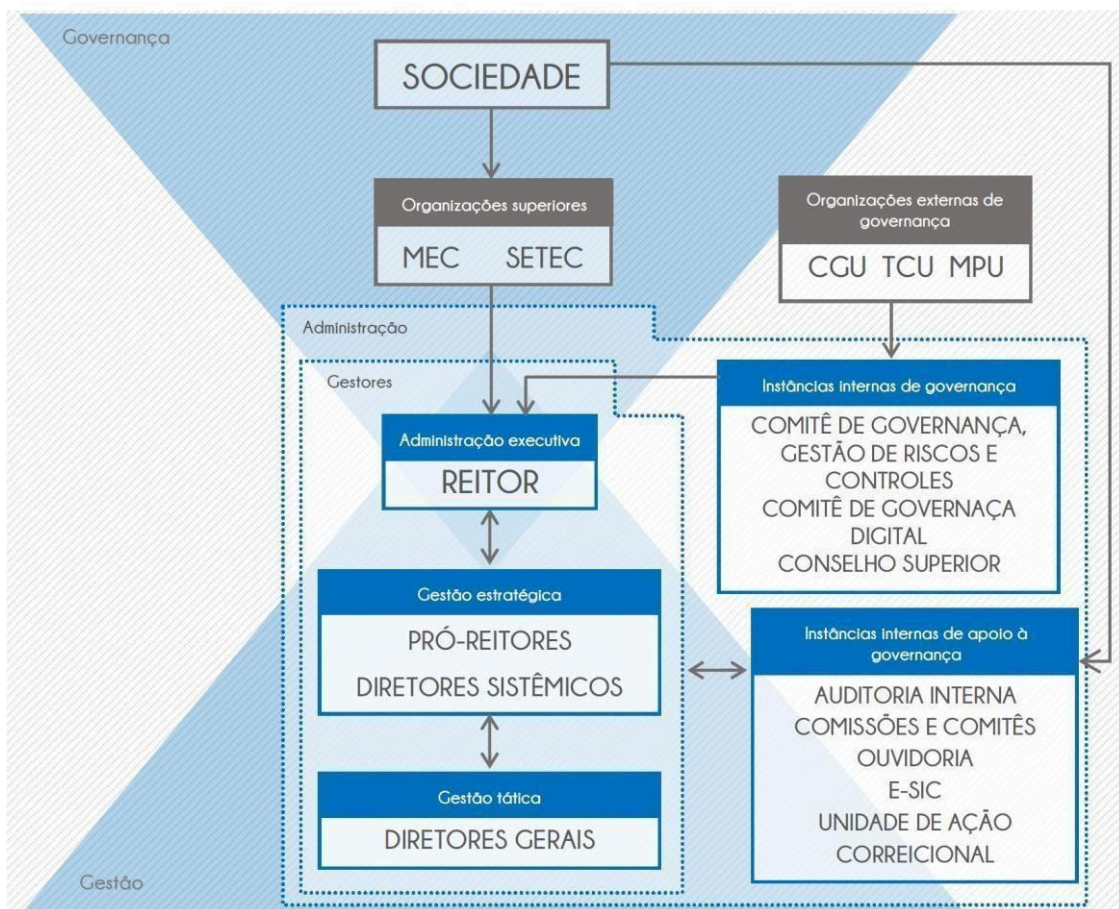 Governança
SOCIEDADE
Organizações superiores
MEC SETEC
Organizações externas de
governança
CGU TCU MPU
Administração
Gestores
Administração executiva
REITOR
Instâncias internas de governança
COMITÊ DE GOVERNANÇA,
GESTÃO DE RISCOS E
CONTROLES
COMITÊ DE GOVERNAÇA
DIGITAL
CONSELHO SUPERIOR
Gestão estratégica
PRÓ-REITORES
DIRETORES SISTÊMICOS
Instâncias internas de apoio à
governança
AUDITORIA INTERNA
COMISSÕES E COMITÊS
OUVIDORIA
E-SIC
UNIDADE DE AÇÃO
CORREICIONAL
Gestão tática
DIRETORES GERAIS
Gestão